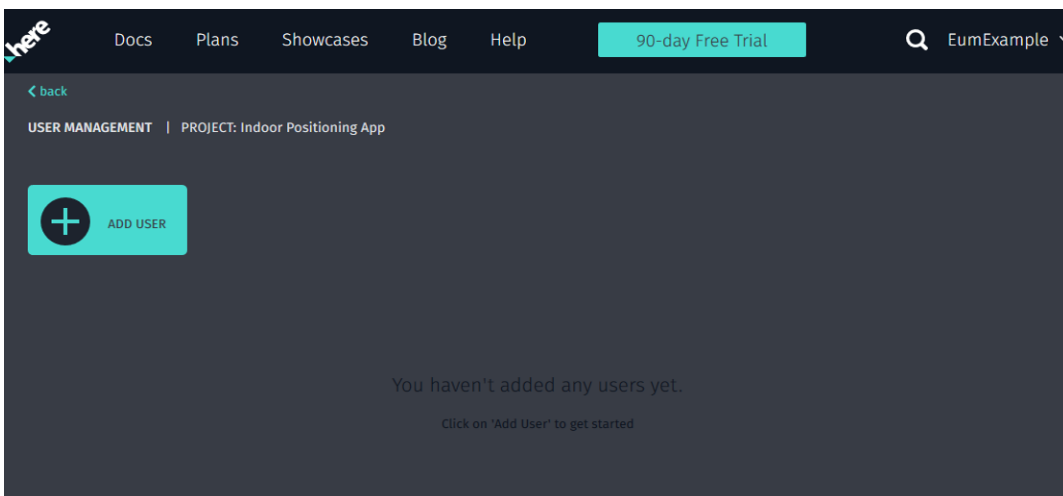 here Docs Plans Showcases Blog Help 90-day Free Trial EumExample
back
USER MANAGEMENT | PROJECT: Indoor Positioning App
ADD USER
You haven't added any users yet.
Click on 'Add User' to get started